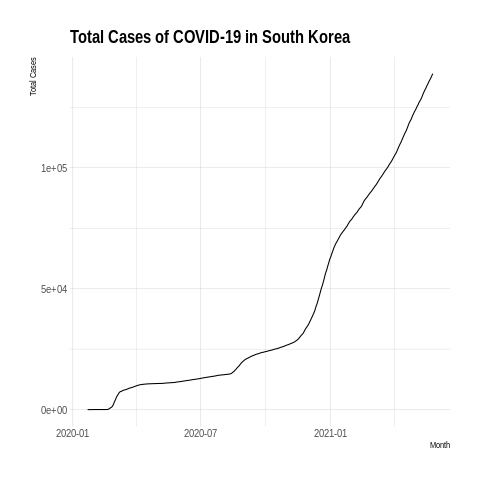 Total Cases of COVID-19 in South Korea
Total Cases
1e+05
5e+04
0e+00
2020-01 2020-07 2021-01
Month